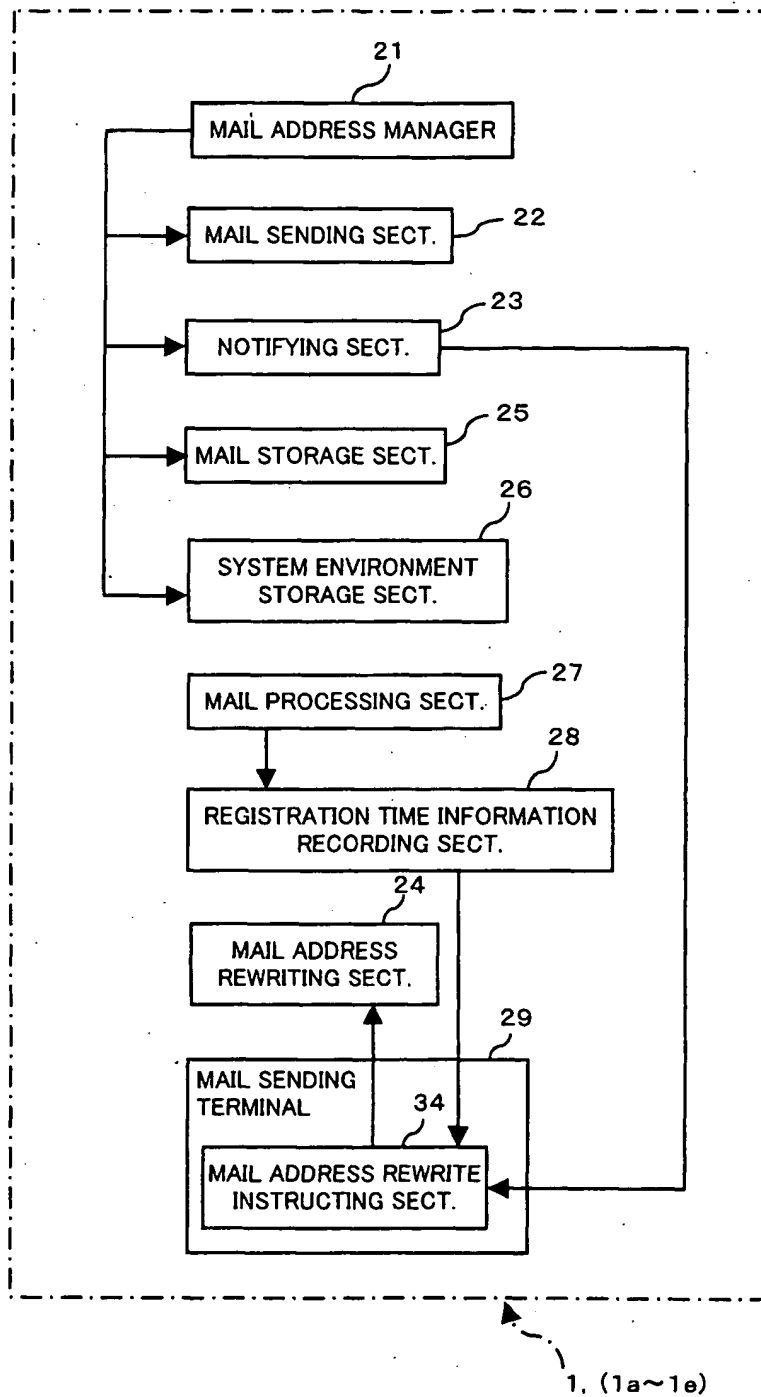 21
MAIL ADDRESS MANAGER
22
MAIL SENDING SECT.
23
NOTIFYING SECT.
25
MAIL STORAGE SECT.
26
SYSTEM ENVIRONMENT
STORAGE SECT.
27
MAIL PROCESSING SECT.
28
REGISTRATION TIME INFORMATION
RECORDING SECT.
24
MAIL ADDRESS
REWRITING SECT.
29
MAIL SENDING
TERMINAL
34
MAIL ADDRESS REWRITE
INSTRUCTING SECT.
1, (1a~1e)